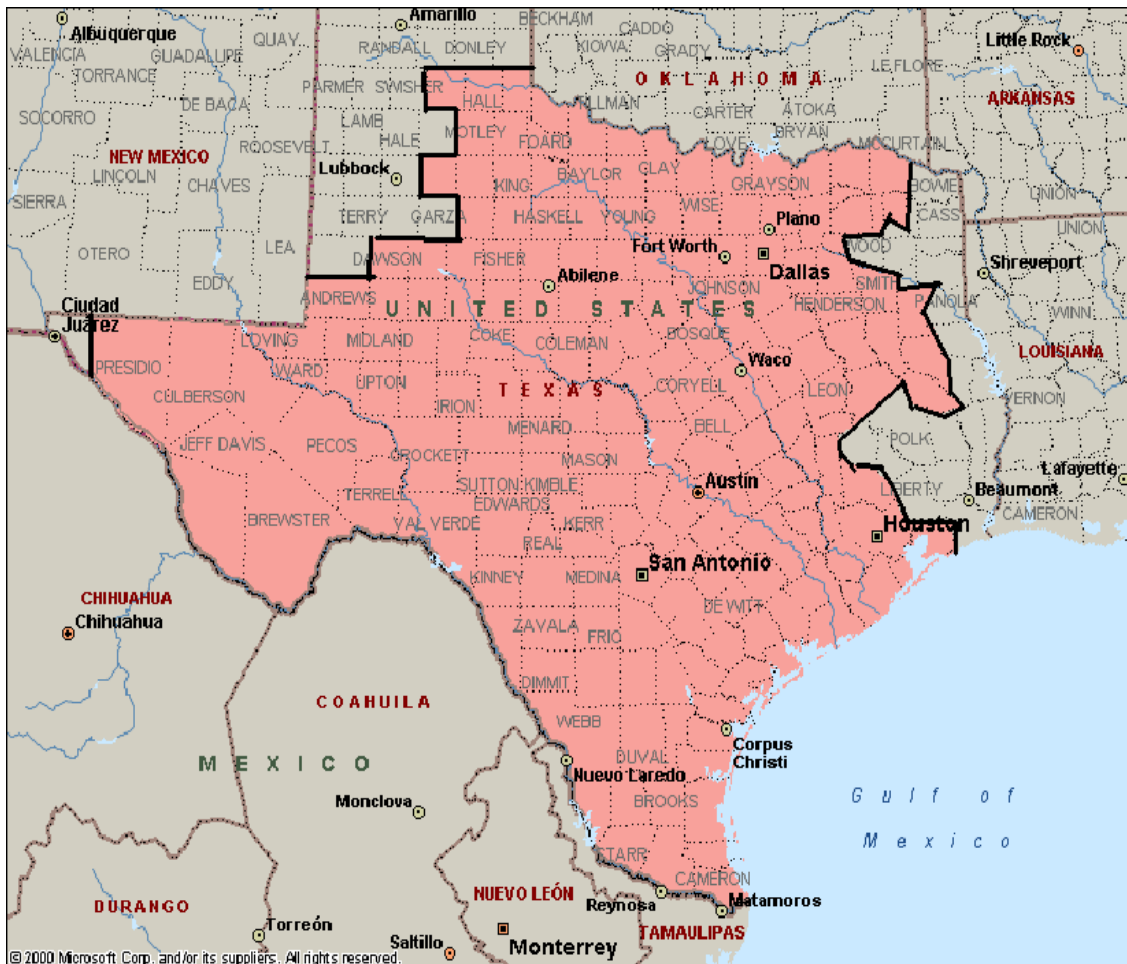 Amarillo
BECKHAM
CADDO
Albuquerque
QUAY
RANDALL
DONLEY
KIOWA
GRADY
Little Rock
VALENCIA
GUADALUPE
TORRANCE
OKLAHOMA
LE FLORE
PARMER
SWISHER
HALL
TILLMAN
ARKANSAS
DE BACA
CARTER
ATOKA
SOCORRO
LAMB
HALE
MOTLEY
FOARD
LOVE
BRYAN
MCCURTAIN
ROOSEVELT
NEW MEXICO
LINCOLN
Lubbock
BAYLOR
CLAY
CHAVES
KING
GRAYSON
BOWIE
UNION
SIERRA
TERRY
GARZA
HASKELL
YOUNG
WISE
CASS
Plano
UNION
OTERO
LEA
DAWSON
FISHER
Fort Worth
Dallas
WOOD
Shreveport
EDDY
Abilene
JOHNSON
SMITH
ANDREWS
HENDERSON
PANOLA
Ciudad
Juárez
UNITED STATES
WINN
LOVING
MIDLAND
COKE
COLEMAN
BOSQUE
LOUISIANA
PRESIDIO
WARD
UPTON
Waco
CULBERSON
TEXAS
CORYELL
LEON
VERNON
IRION
JEFF DAVIS
PECOS
MENARD
BELL
POLK
CROCKETT
MASON
Lafayette
TERRELL
SUTTON
KIMBLE
Austin
LIBERTY
Beaumont
EDWARDS
CAMERON
BREWSTER
VAL VERDE
KERR
Houston
REAL
San Antonio
KINNEY
MEDINA
CHIHUAHUA
DE WITT
Chihuahua
ZAVALA
FRIO
DIMMIT
COAHUILA
WEBB
Corpus
Christi
MEXICO
DUVAL
Nuevo Laredo
Monclova
BROOKS
Gulf of
Mexico
STARR
CAMERON
NUEVO LEÓN
Reynosa
Matamoros
DURANGO
Torreón
Saltillo
Monterrey
TAMAULIPAS
© 2000 Microsoft Corp. and/or its suppliers. All rights reserved.